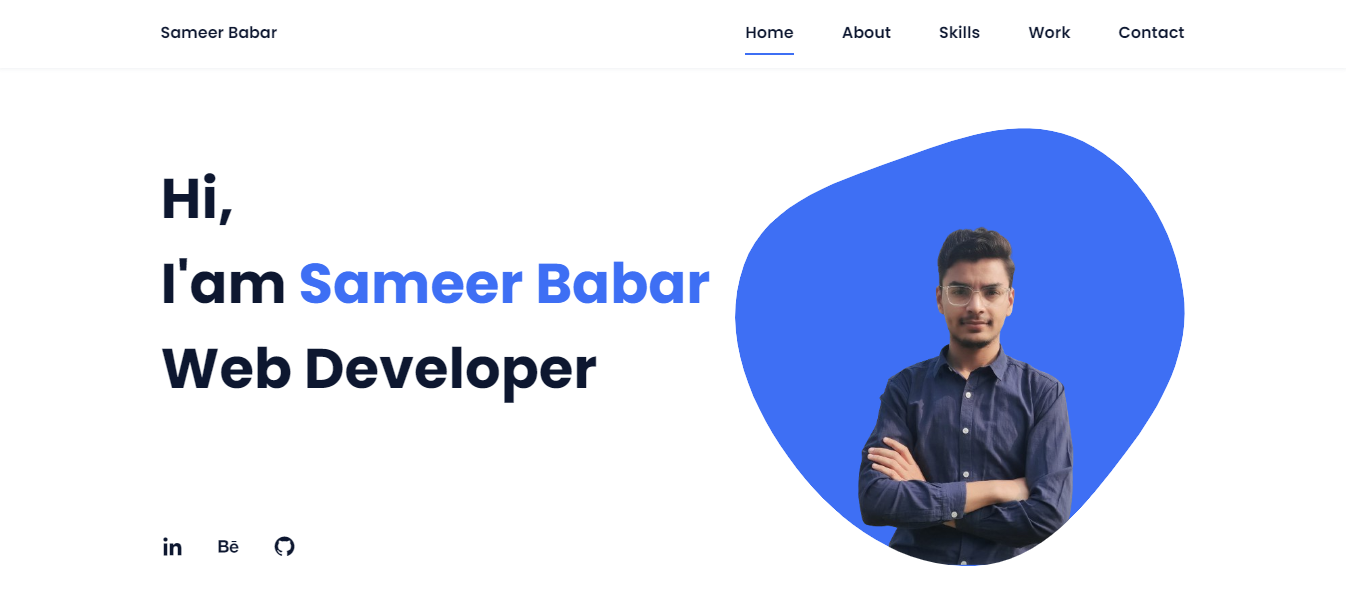 Sameer Babar
Home About Skills Work Contact
Hi,
I'am Sameer Babar
Web Developer
in Bē